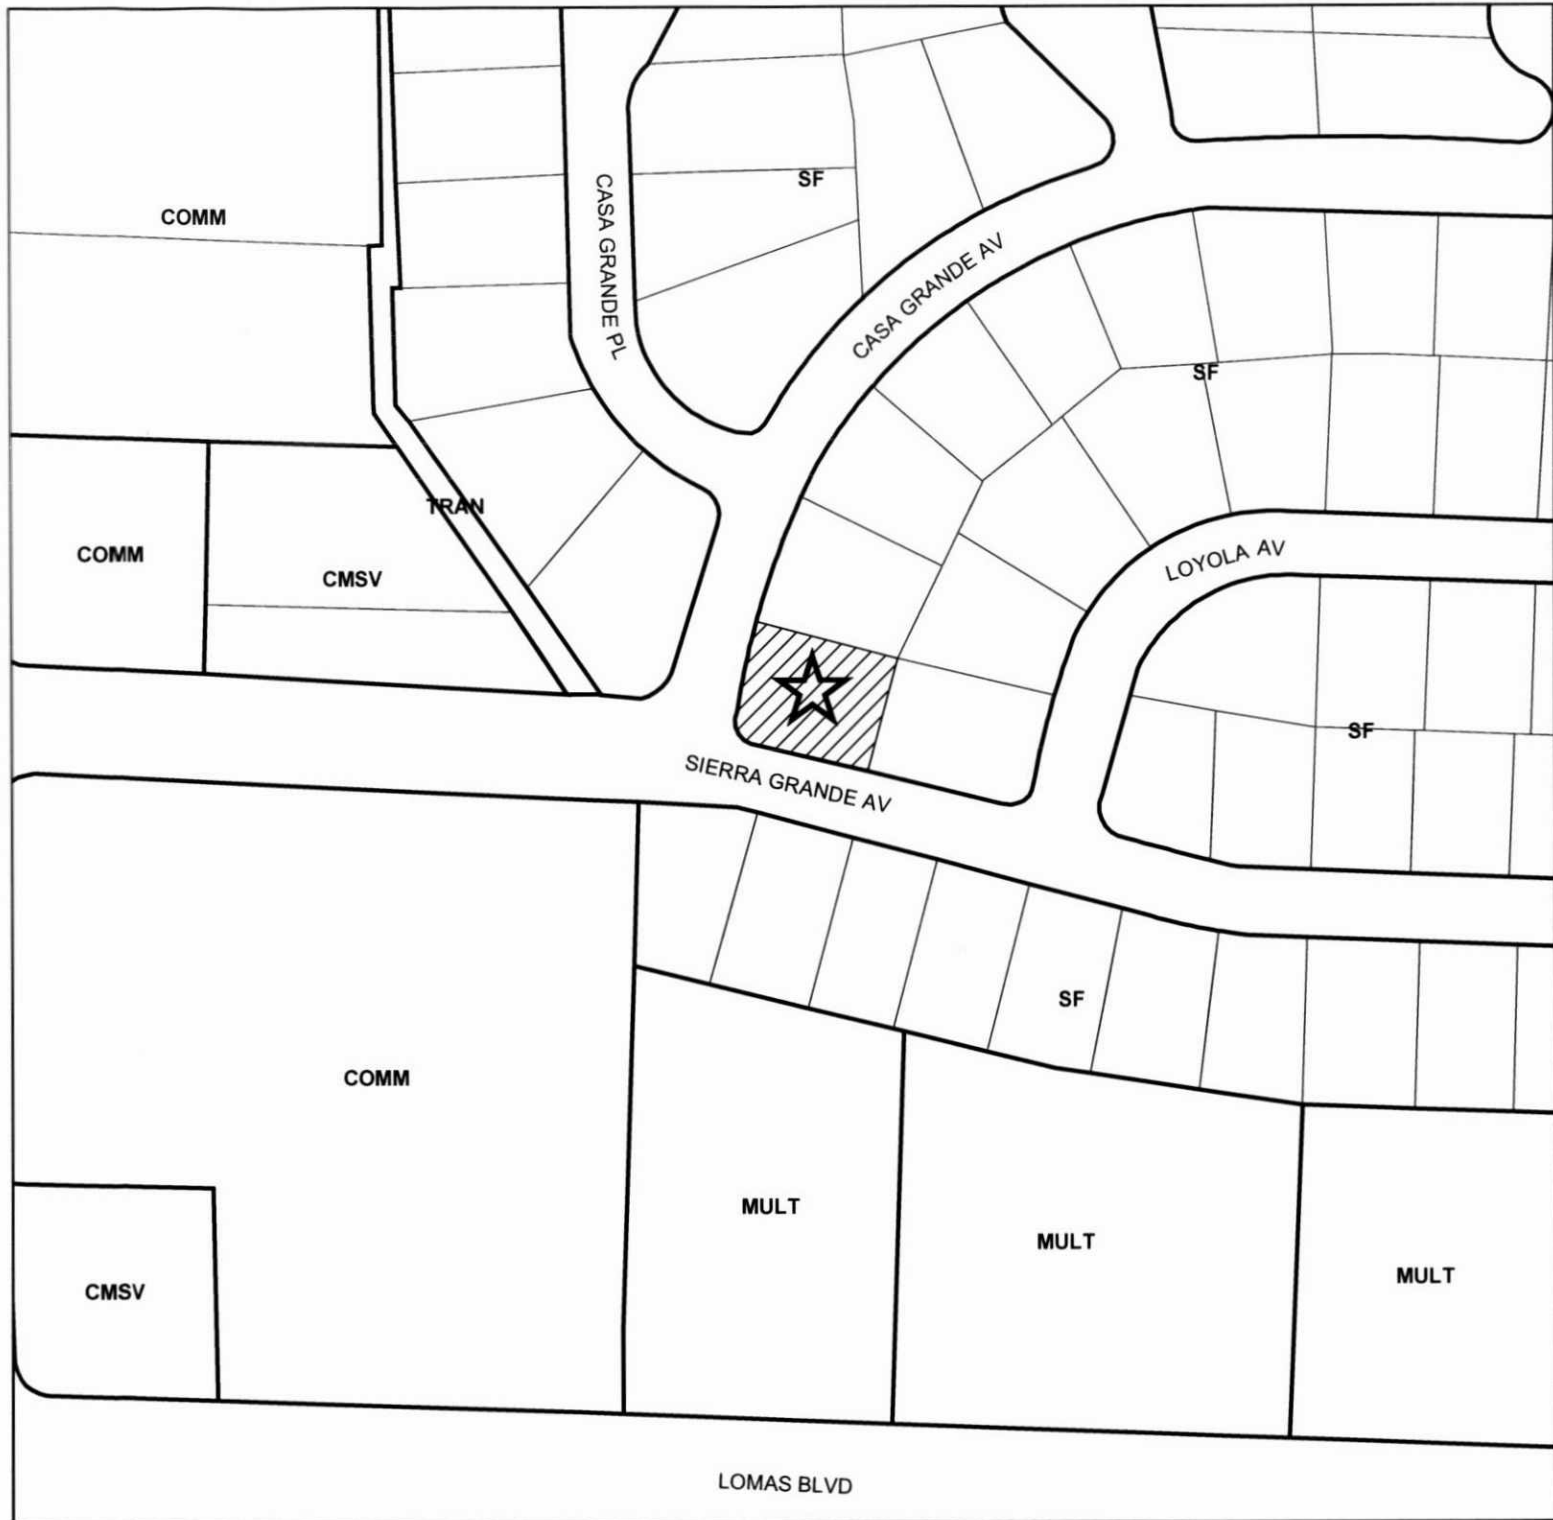 SF
COMM
CASA GRANDE PL
CASA GRANDE AV
SF
TRAN
COMM
CMSV
LOYOLA AV
SF
SIERRA GRANDE AV
SF
COMM
MULT
MULT
MULT
CMSV
LOMAS BLVD